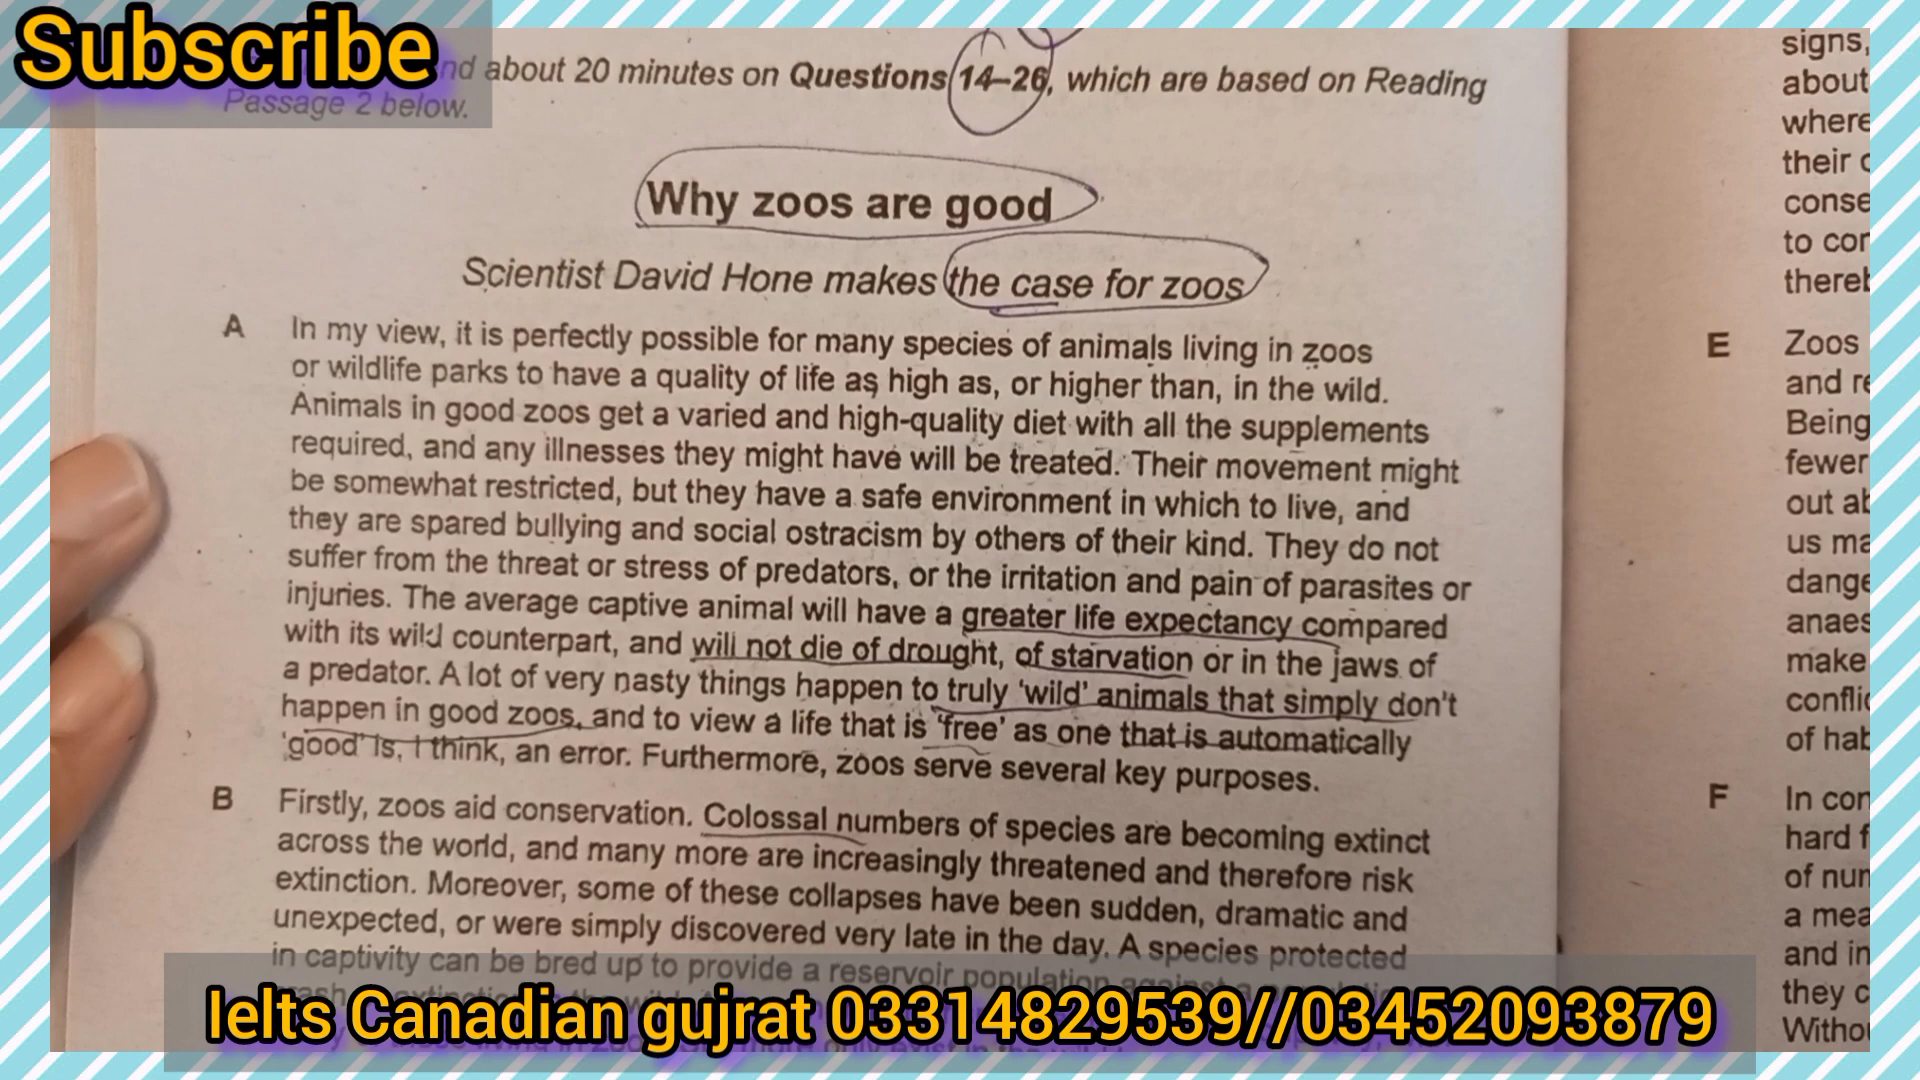 Subscribe
nd about 20 minutes on Questions 14–26, which are based on Reading
Passage 2 below.
Why zoos are good
Scientist David Hone makes the case for zoos
A In my view, it is perfectly possible for many species of animals living in zoos
or wildlife parks to have a quality of life as high as, or higher than, in the wild.
Animals in good zoos get a varied and high-quality diet with all the supplements
required, and any illnesses they might have will be treated. Their movement might
be somewhat restricted, but they have a safe environment in which to live, and
they are spared bullying and social ostracism by others of their kind. They do not
suffer from the threat or stress of predators, or the irritation and pain of parasites or
injuries. The average captive animal will have a greater life expectancy compared
with its wild counterpart, and will not die of drought, of starvation or in the jaws of
a predator. A lot of very nasty things happen to truly 'wild' animals that simply don't
happen in good zoos, and to view a life that is 'free' as one that is automatically
'good' is, I think, an error. Furthermore, zoos serve several key purposes.
B Firstly, zoos aid conservation. Colossal numbers of species are becoming extinct
across the world, and many more are increasingly threatened and therefore risk
extinction. Moreover, some of these collapses have been sudden, dramatic and
unexpected, or were simply discovered very late in the day. A species protected
in captivity can be bred up to provide a reservoir population against a
Ielts Canadian gujrat 03314829539//03452093879
signs,
about
where
their
conse
to cor
thereb
E Zoos
and re
Being
fewer
out ab
us ma
dange
anaes
make
conflic
of hab
F In con
hard f
of num
a mea
and in
they c
Withou